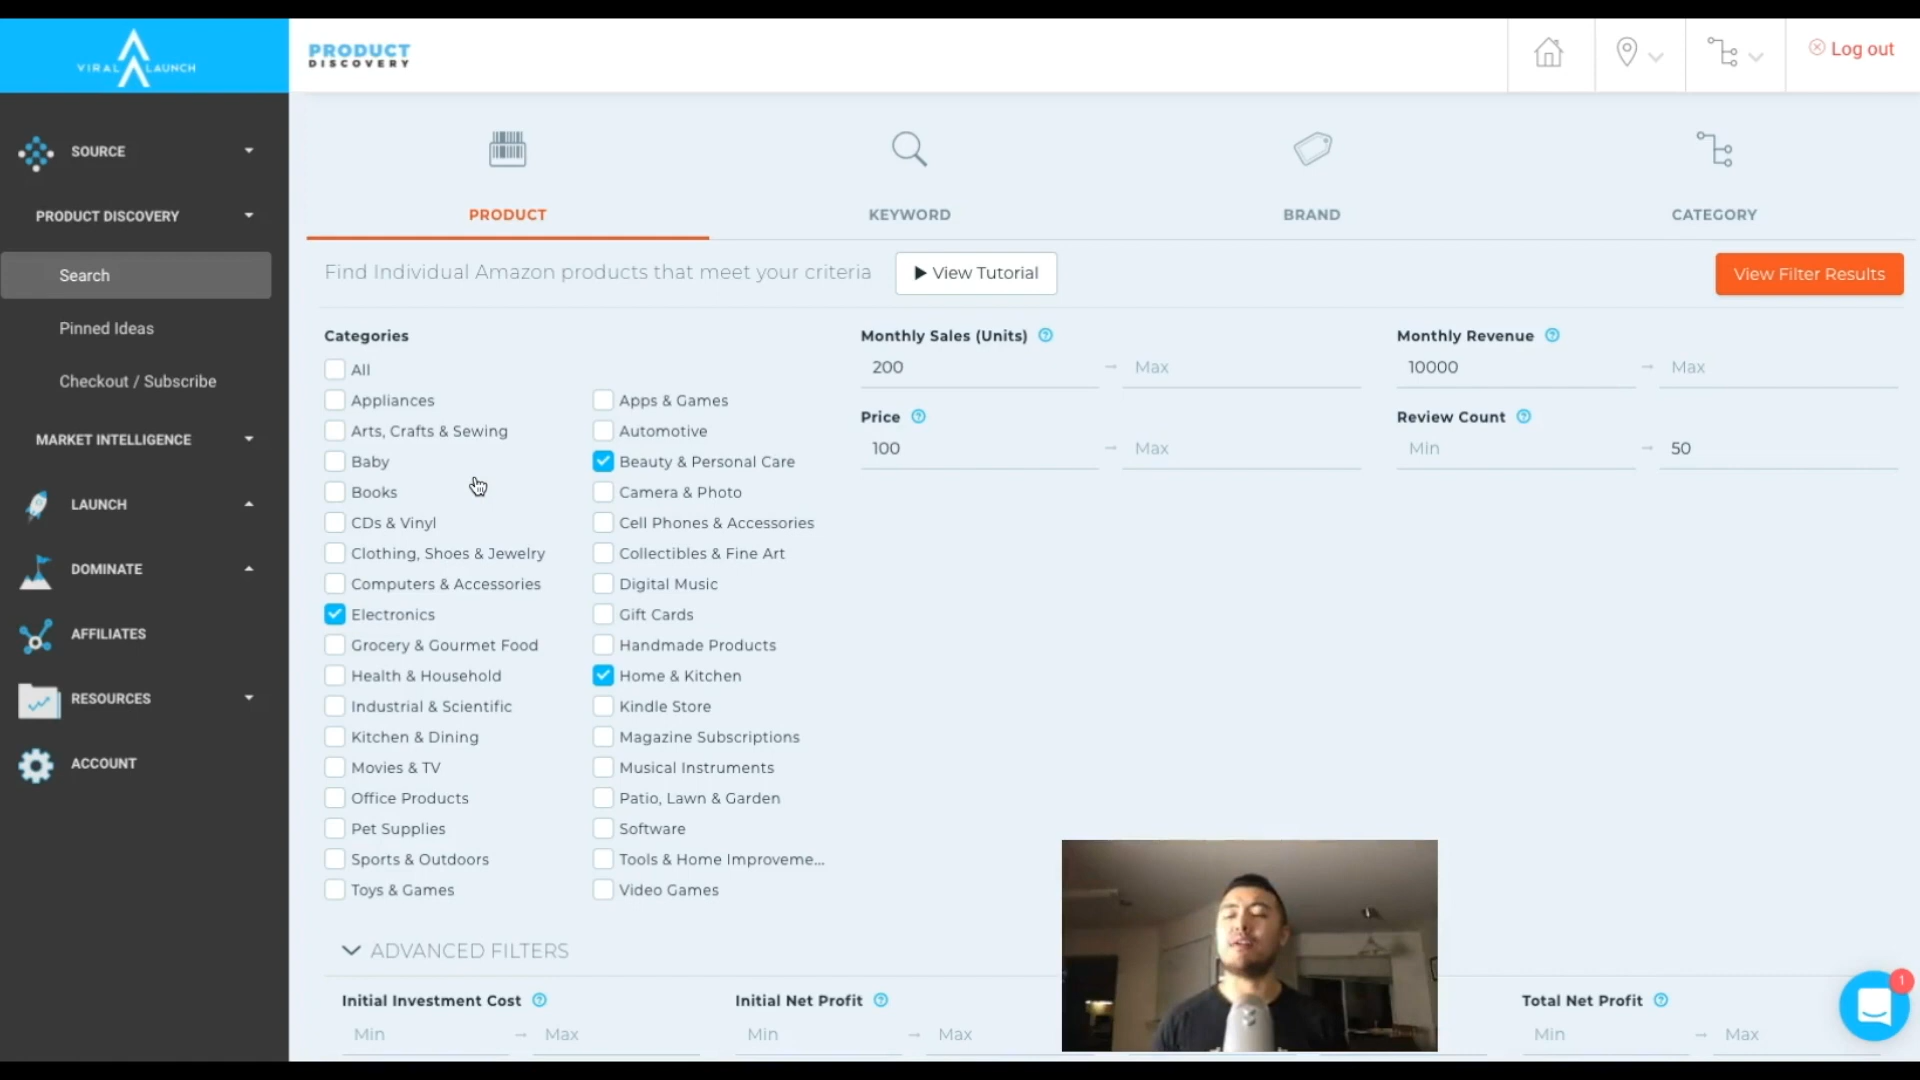 VIRAL LAUNCH
PRODUCT
DISCOVERY
Log out
SOURCE
PRODUCT DISCOVERY
Search
Pinned Ideas
Checkout / Subscribe
MARKET INTELLIGENCE
LAUNCH
DOMINATE
AFFILIATES
RESOURCES
ACCOUNT
PRODUCT
KEYWORD
BRAND
CATEGORY
Find Individual Amazon products that meet your criteria
View Tutorial
View Filter Results
Categories
All
Appliances
Arts, Crafts & Sewing
Baby
Books
CDs & Vinyl
Clothing, Shoes & Jewelry
Computers & Accessories
Electronics
Grocery & Gourmet Food
Health & Household
Industrial & Scientific
Kitchen & Dining
Movies & TV
Office Products
Pet Supplies
Sports & Outdoors
Toys & Games
Apps & Games
Automotive
Beauty & Personal Care
Camera & Photo
Cell Phones & Accessories
Collectibles & Fine Art
Digital Music
Gift Cards
Handmade Products
Home & Kitchen
Kindle Store
Magazine Subscriptions
Musical Instruments
Patio, Lawn & Garden
Software
Tools & Home Improveme...
Video Games
Monthly Sales (Units) ?
200 → Max
Price ?
100 → Max
Monthly Revenue ?
10000 → Max
Review Count ?
Min → 50
ADVANCED FILTERS
Initial Investment Cost ?
Min → Max
Initial Net Profit ?
Min → Max
Total Net Profit ?
Min → Max
1